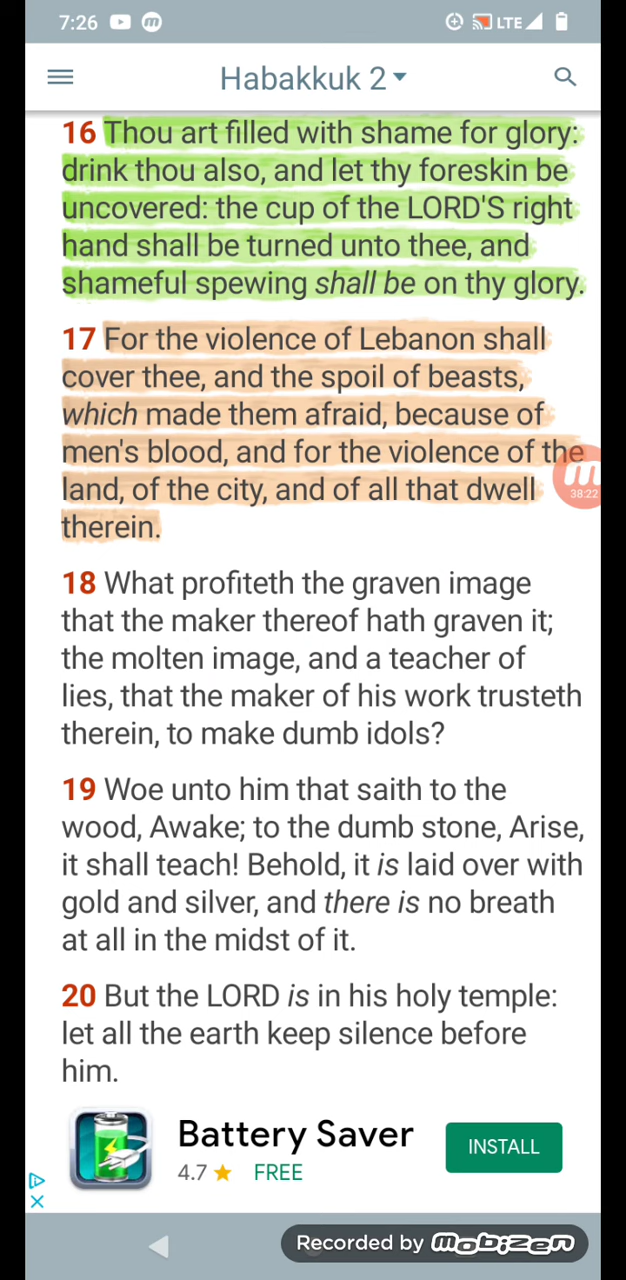 7:26 m LTE
Habakkuk 2
16 Thou art filled with shame for glory:
drink thou also, and let thy foreskin be
uncovered: the cup of the LORD'S right
hand shall be turned unto thee, and
shameful spewing shall be on thy glory.
17 For the violence of Lebanon shall
cover thee, and the spoil of beasts,
which made them afraid, because of
men's blood, and for the violence of the
m
38:22
land, of the city, and of all that dwell
therein.
18 What profiteth the graven image
that the maker thereof hath graven it;
the molten image, and a teacher of
lies, that the maker of his work trusteth
therein, to make dumb idols?
19 Woe unto him that saith to the
wood, Awake; to the dumb stone, Arise,
it shall teach! Behold, it is laid over with
gold and silver, and there is no breath
at all in the midst of it.
20 But the LORD is in his holy temple:
let all the earth keep silence before
him.
Battery Saver
4.7 ★ FREE
INSTALL
Recorded by mobizen